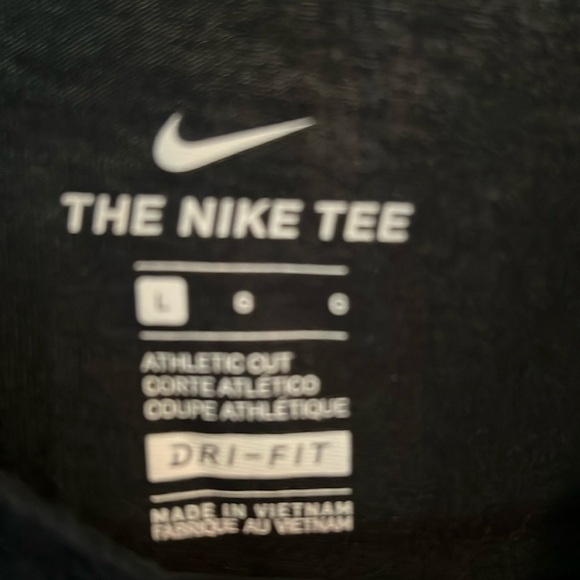 THE NIKE TEE
L G G
ATHLETIC CUT
CORTE ATLÉTICO
COUPE ATHLÉTIQUE
DRI-FIT
MADE IN VIETNAM
FABRIQUÉ AU VIETNAM